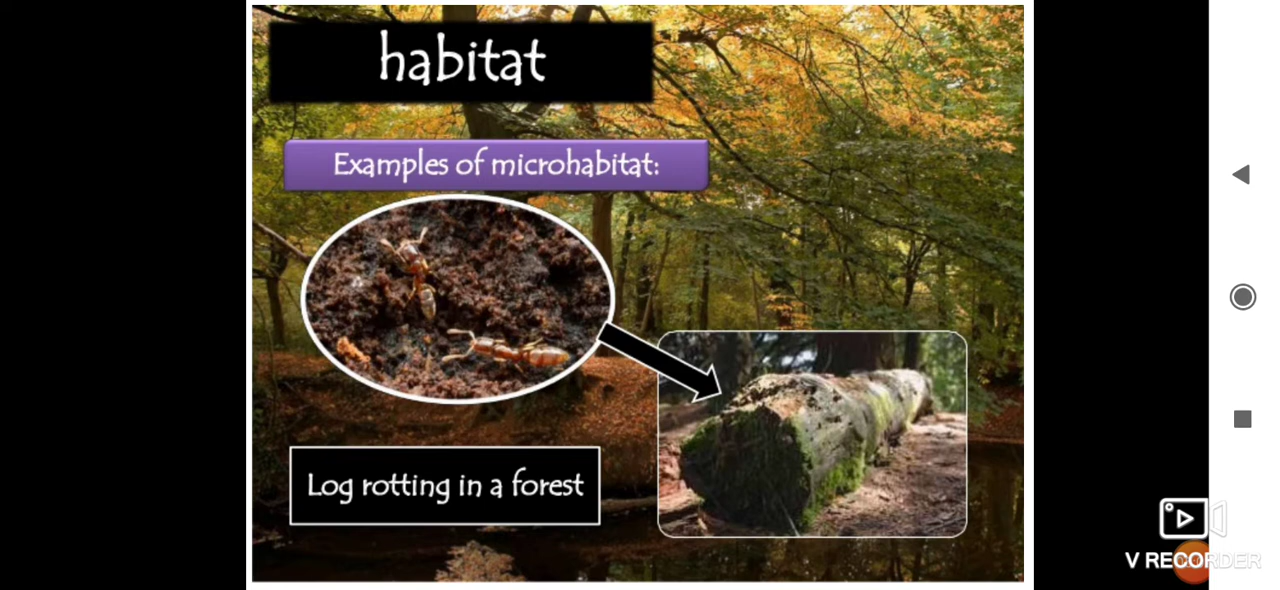 habitat
Examples of microhabitat:
Log rotting in a forest
V RECORDER